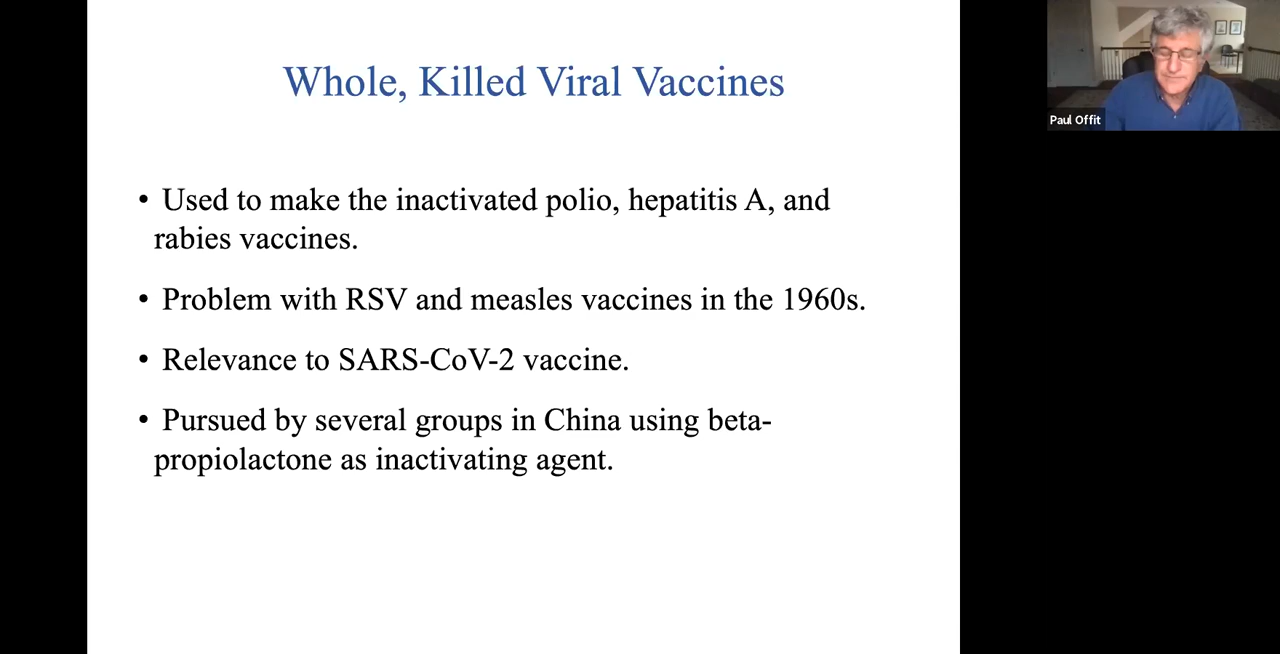 Whole, Killed Viral Vaccines
• Used to make the inactivated polio, hepatitis A, and
rabies vaccines.
• Problem with RSV and measles vaccines in the 1960s.
• Relevance to SARS-CoV-2 vaccine.
• Pursued by several groups in China using beta-
propiolactone as inactivating agent.
Paul Offit